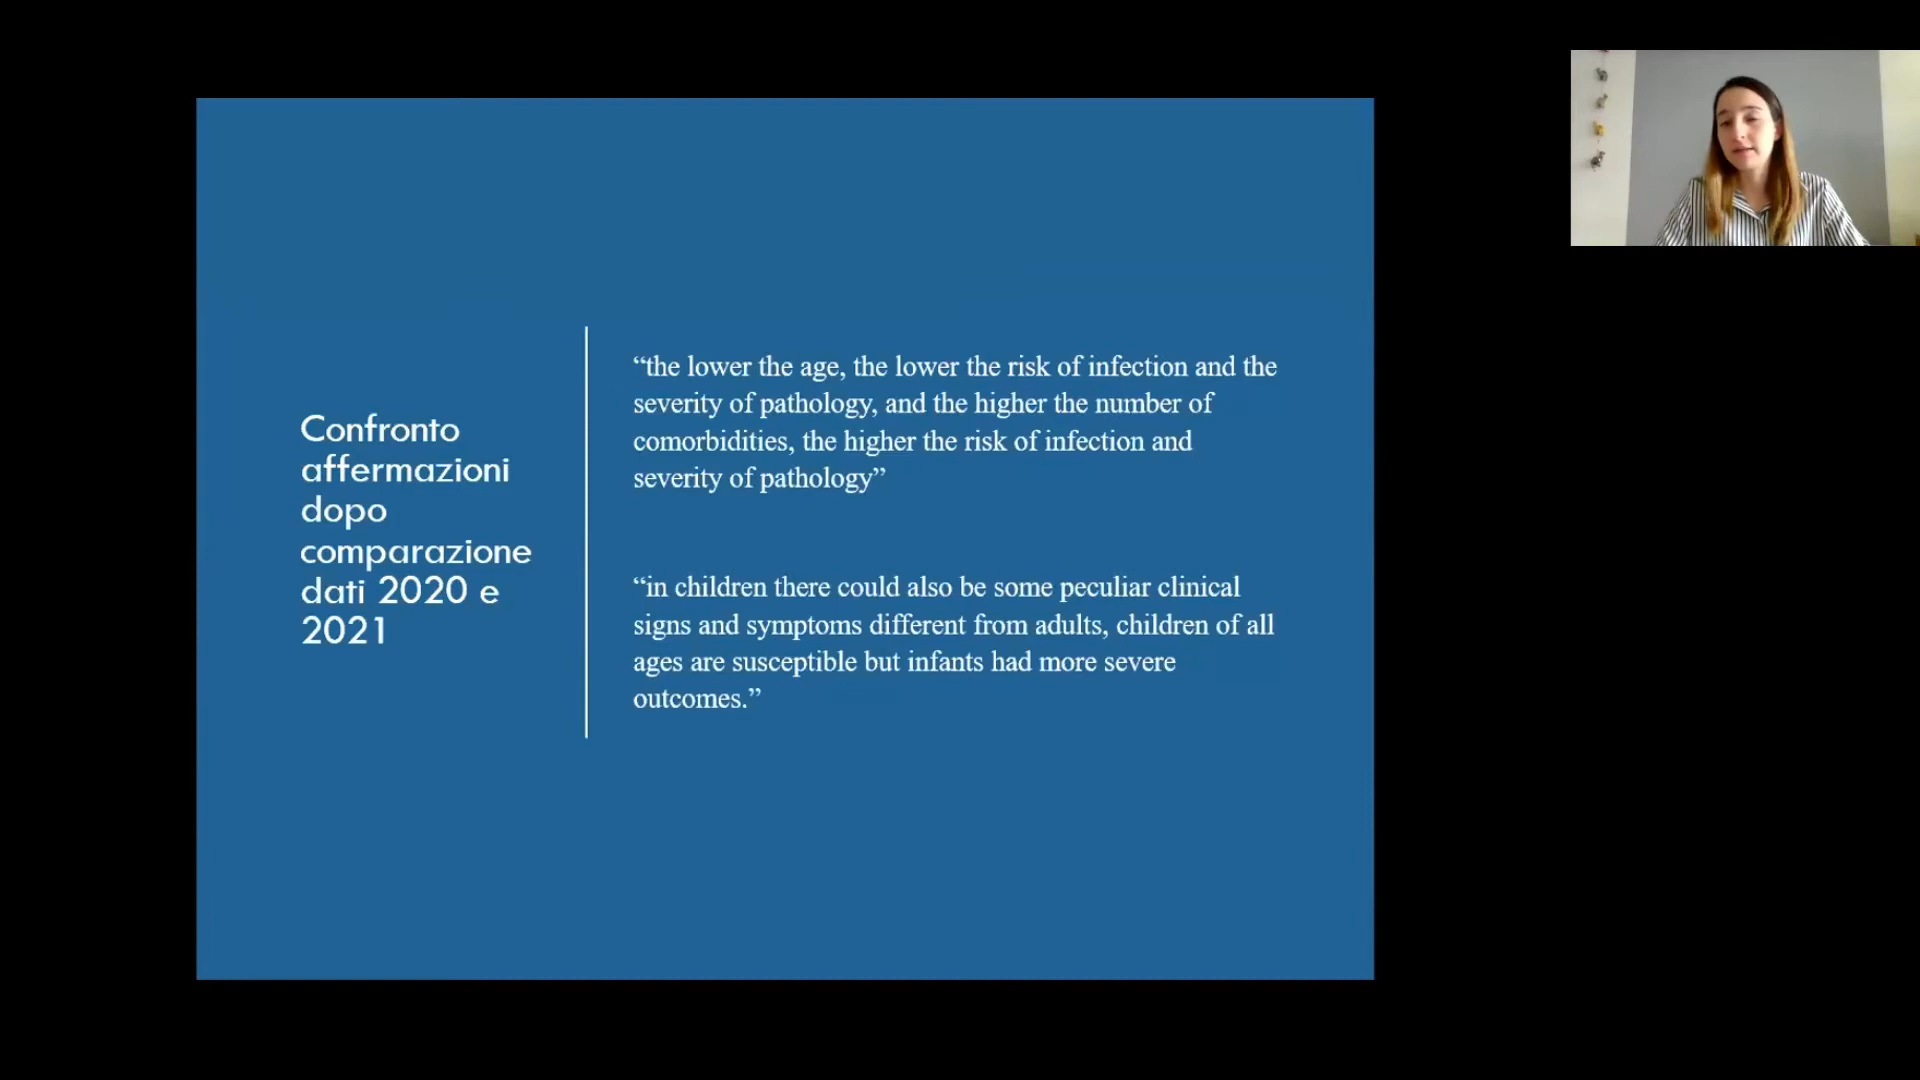 Confronto
affermazioni
dopo
comparazione
dati 2020 e
2021
“the lower the age, the lower the risk of infection and the
severity of pathology, and the higher the number of
comorbidities, the higher the risk of infection and
severity of pathology”
“in children there could also be some peculiar clinical
signs and symptoms different from adults, children of all
ages are susceptible but infants had more severe
outcomes.”